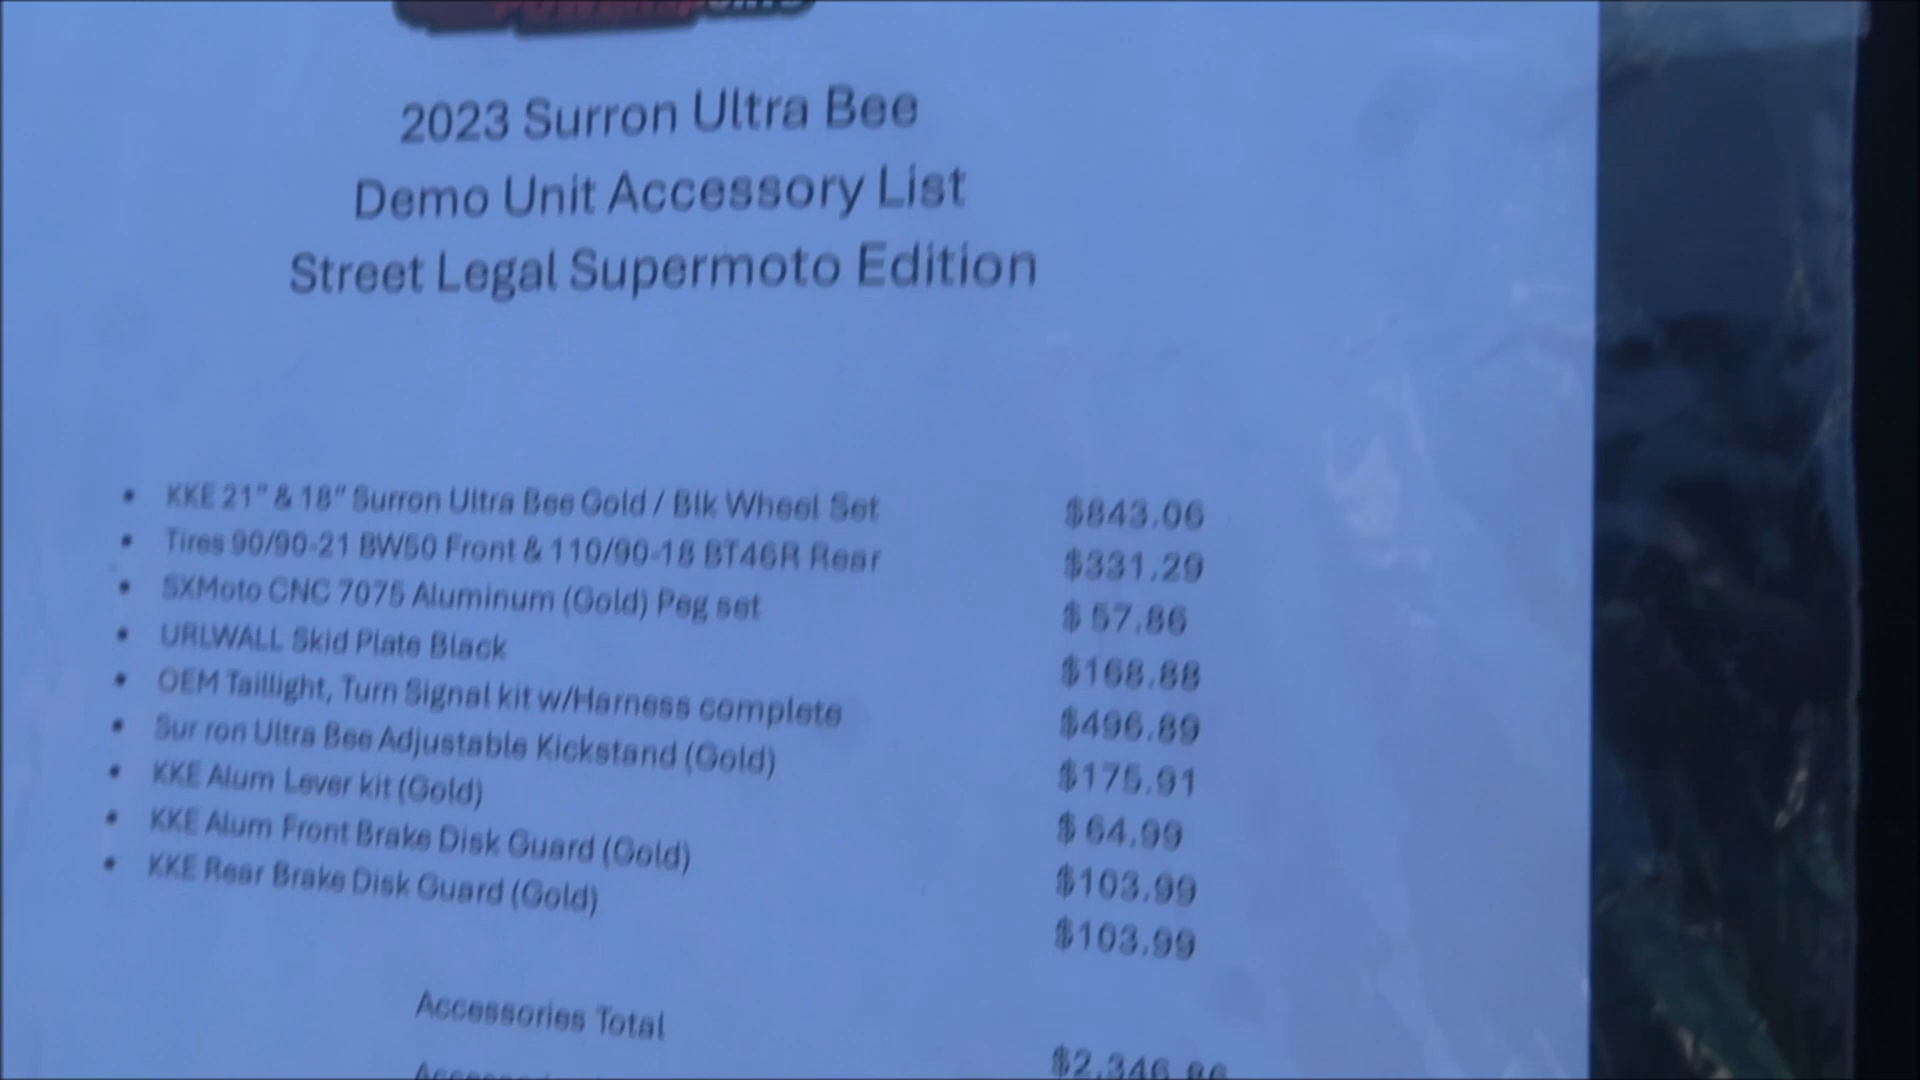 2023 Surron Ultra Bee
Demo Unit Accessory List
Street Legal Supermoto Edition
• KKE 21" & 18" Surron Ultra Bee Gold / Blk Wheel Set $843.06
• Tires 90/90-21 BW50 Front & 110/90-18 BT46R Rear $331.29
• SXMoto CNC 7075 Aluminum (Gold) Peg set $ 57.86
• URLWALL Skid Plate Black $168.88
• OEM Taillight, Turn Signal kit w/Harness complete $496.89
• Sur ron Ultra Bee Adjustable Kickstand (Gold) $175.91
• KKE Alum Lever kit (Gold) $ 64.99
• KKE Alum Front Brake Disk Guard (Gold) $103.99
• KKE Rear Brake Disk Guard (Gold) $103.99
Accessories Total $2,346.86